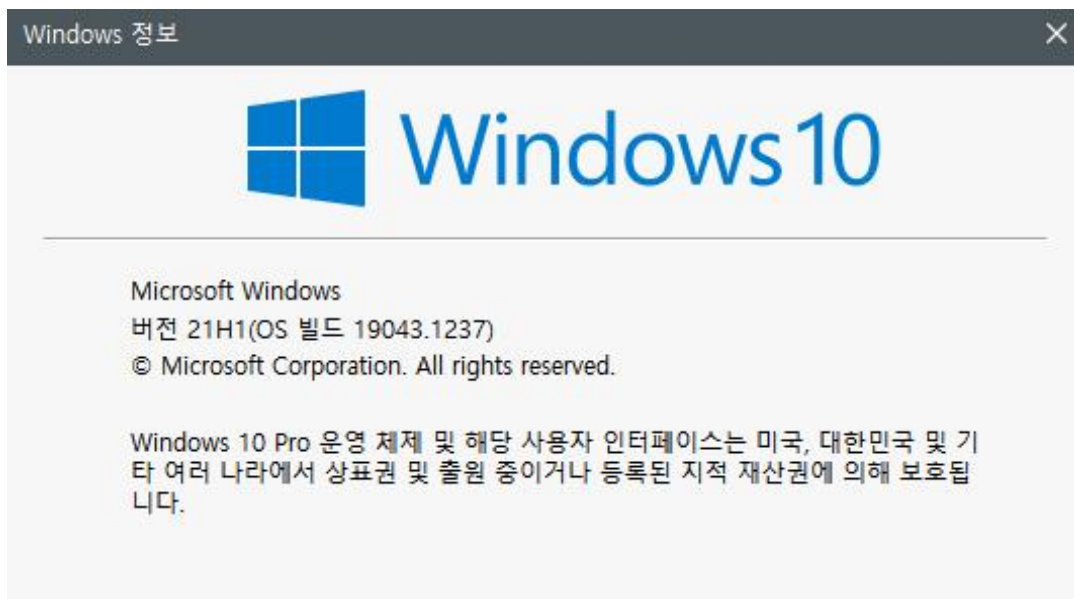 Windows 정보
Windows 10
Microsoft Windows
버전 21H1(OS 빌드 19043.1237)
© Microsoft Corporation. All rights reserved.
Windows 10 Pro 운영 체제 및 해당 사용자 인터페이스는 미국, 대한민국 및 기
타 여러 나라에서 상표권 및 출원 중이거나 등록된 지적 재산권에 의해 보호됩
니다.